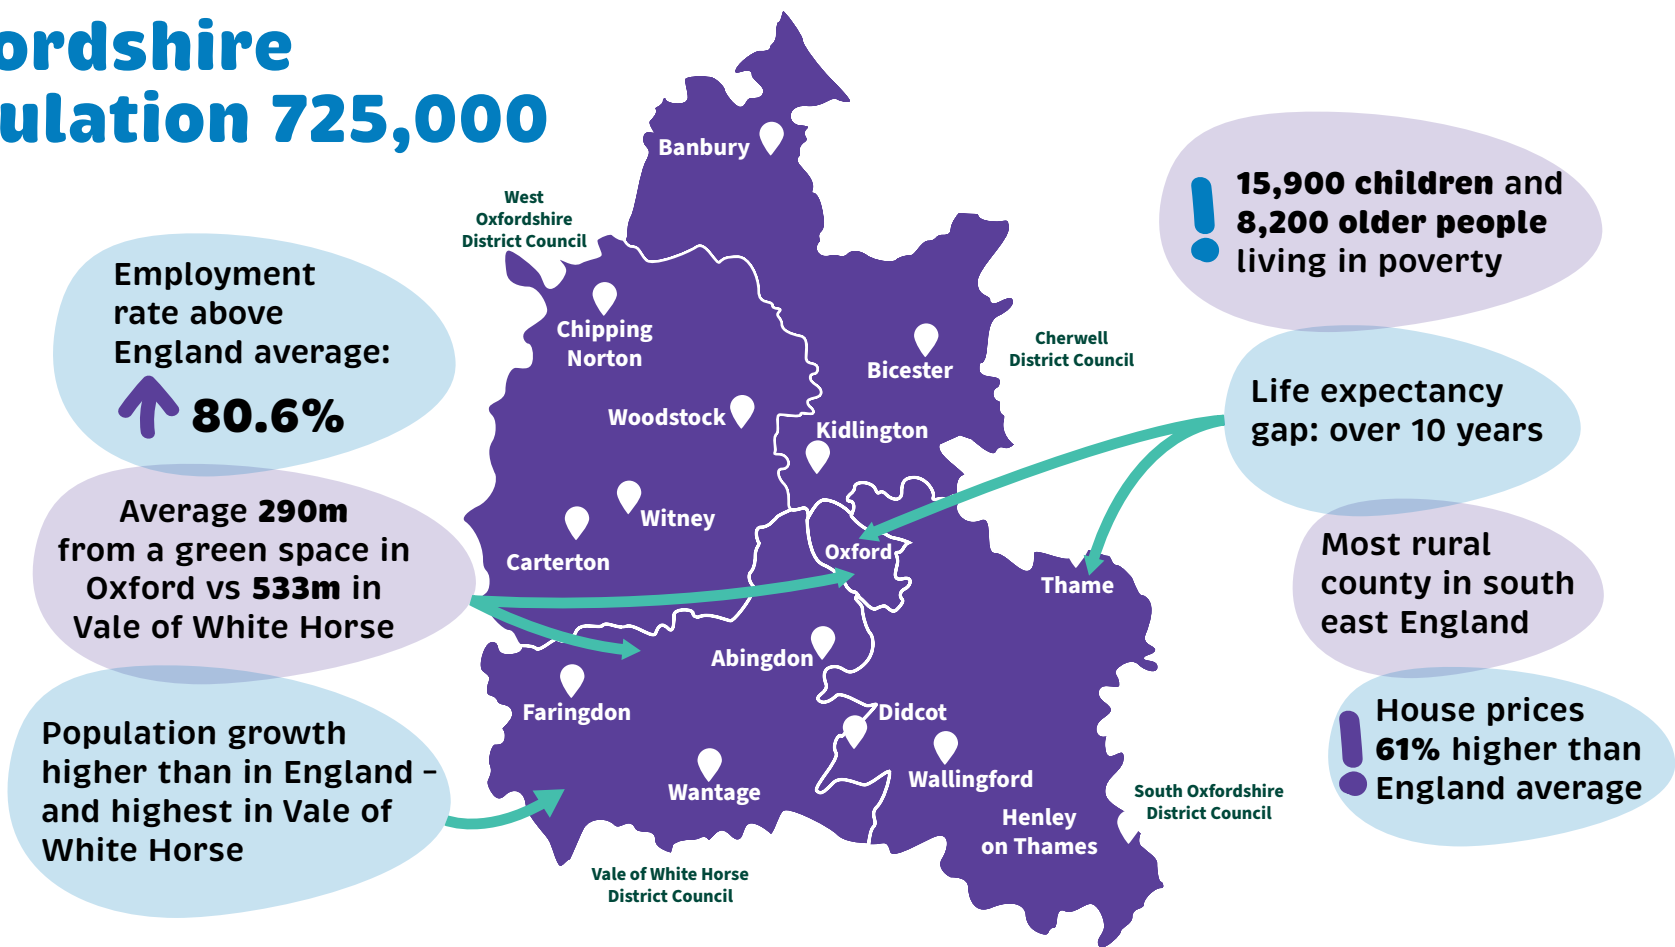 ordshire
ulation 725,000
Employment
rate above
England average:
80.6%
Average 290m
from a green space in
Oxford vs 533m in
Vale of White Horse
Population growth
higher than in England –
and highest in Vale of
White Horse
West
Oxfordshire
District Council
Banbury
Chipping
Norton
Woodstock
Witney
Carterton
Bicester
Kidlington
Oxford
Thame
Abingdon
Faringdon
Wantage
Didcot
Wallingford
Henley
on Thames
Cherwell
District Council
South Oxfordshire
District Council
Vale of White Horse
District Council
15,900 children and
8,200 older people
living in poverty
Life expectancy
gap: over 10 years
Most rural
county in south
east England
House prices
61% higher than
England average